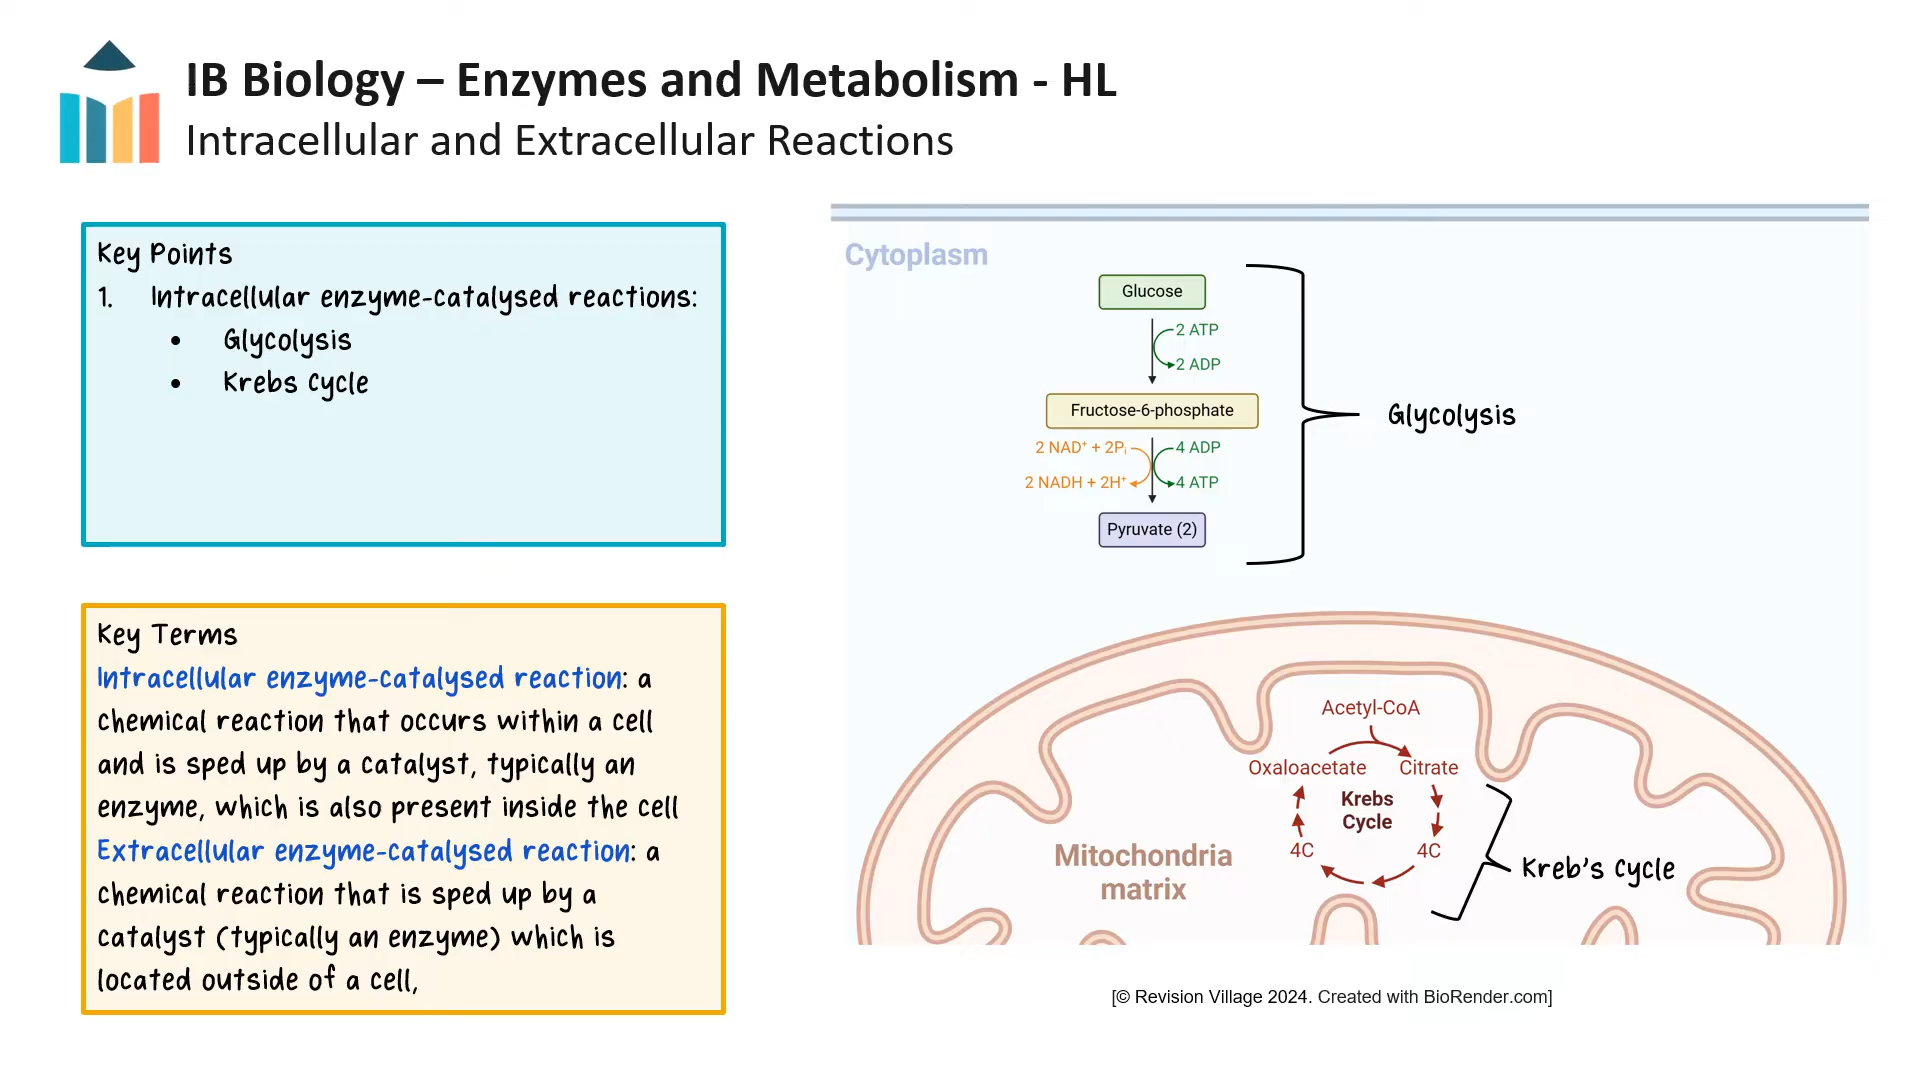 IB Biology – Enzymes and Metabolism - HL
Intracellular and Extracellular Reactions
Key Points
1. Intracellular enzyme-catalysed reactions:
• Glycolysis
• Krebs Cycle
Key Terms
Intracellular enzyme-catalysed reaction: a
chemical reaction that occurs within a cell
and is sped up by a catalyst, typically an
enzyme, which is also present inside the cell
Extracellular enzyme-catalysed reaction: a
chemical reaction that is sped up by a
catalyst (typically an enzyme) which is
located outside of a cell,
Cytoplasm
Glucose
2 ATP
2 ADP
Fructose-6-phosphate
2 NAD⁺ + 2Pᵢ
4 ADP
2 NADH + 2H⁺
4 ATP
Pyruvate (2)
Glycolysis
Acetyl-CoA
Oxaloacetate
Citrate
Krebs
Cycle
4C
4C
Mitochondria
matrix
Kreb's Cycle
[© Revision Village 2024. Created with BioRender.com]